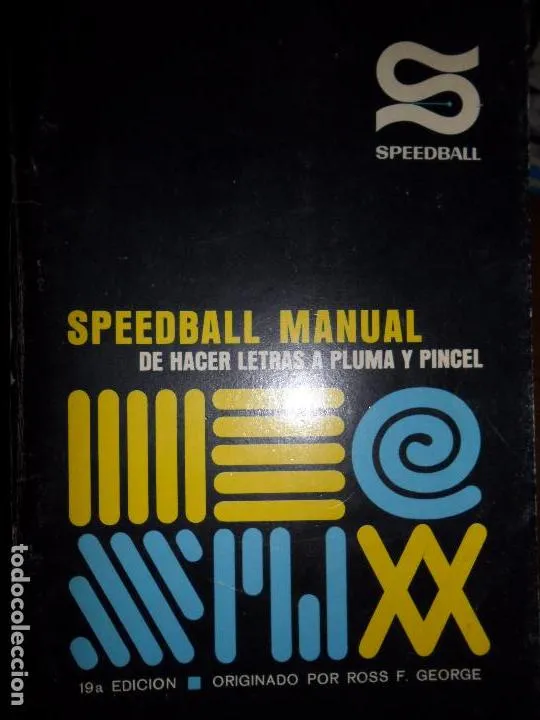 SPEEDBALL
SPEEDBALL MANUAL
DE HACER LETRAS A PLUMA Y PINCEL
19a EDICION ■ ORIGINADO POR ROSS F. GEORGE
todocoleccion